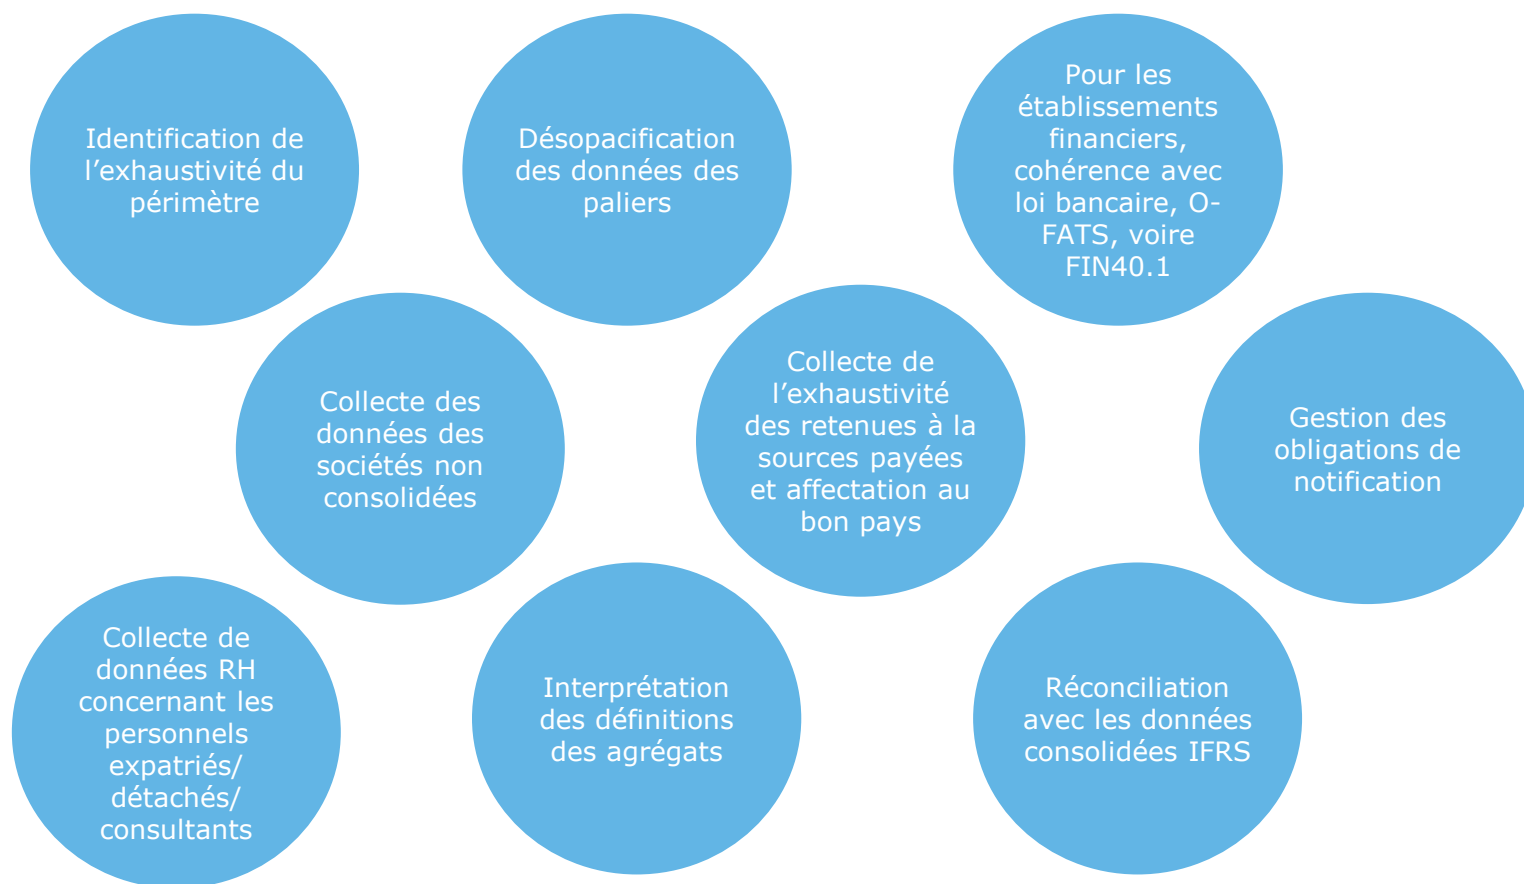 Identification de
l’exhaustivité du
périmètre
Désopacification
des données des
paliers
Pour les
établissements
financiers,
cohérence avec
loi bancaire, O-
FATS, voire
FIN40.1
Collecte des
données des
sociétés non
consolidées
Collecte de
l’exhaustivité
des retenues à la
sources payées
et affectation au
bon pays
Gestion des
obligations de
notification
Collecte de
données RH
concernant les
personnels
expatriés/
détachés/
consultants
Interprétation
des définitions
des agrégats
Réconciliation
avec les données
consolidées IFRS